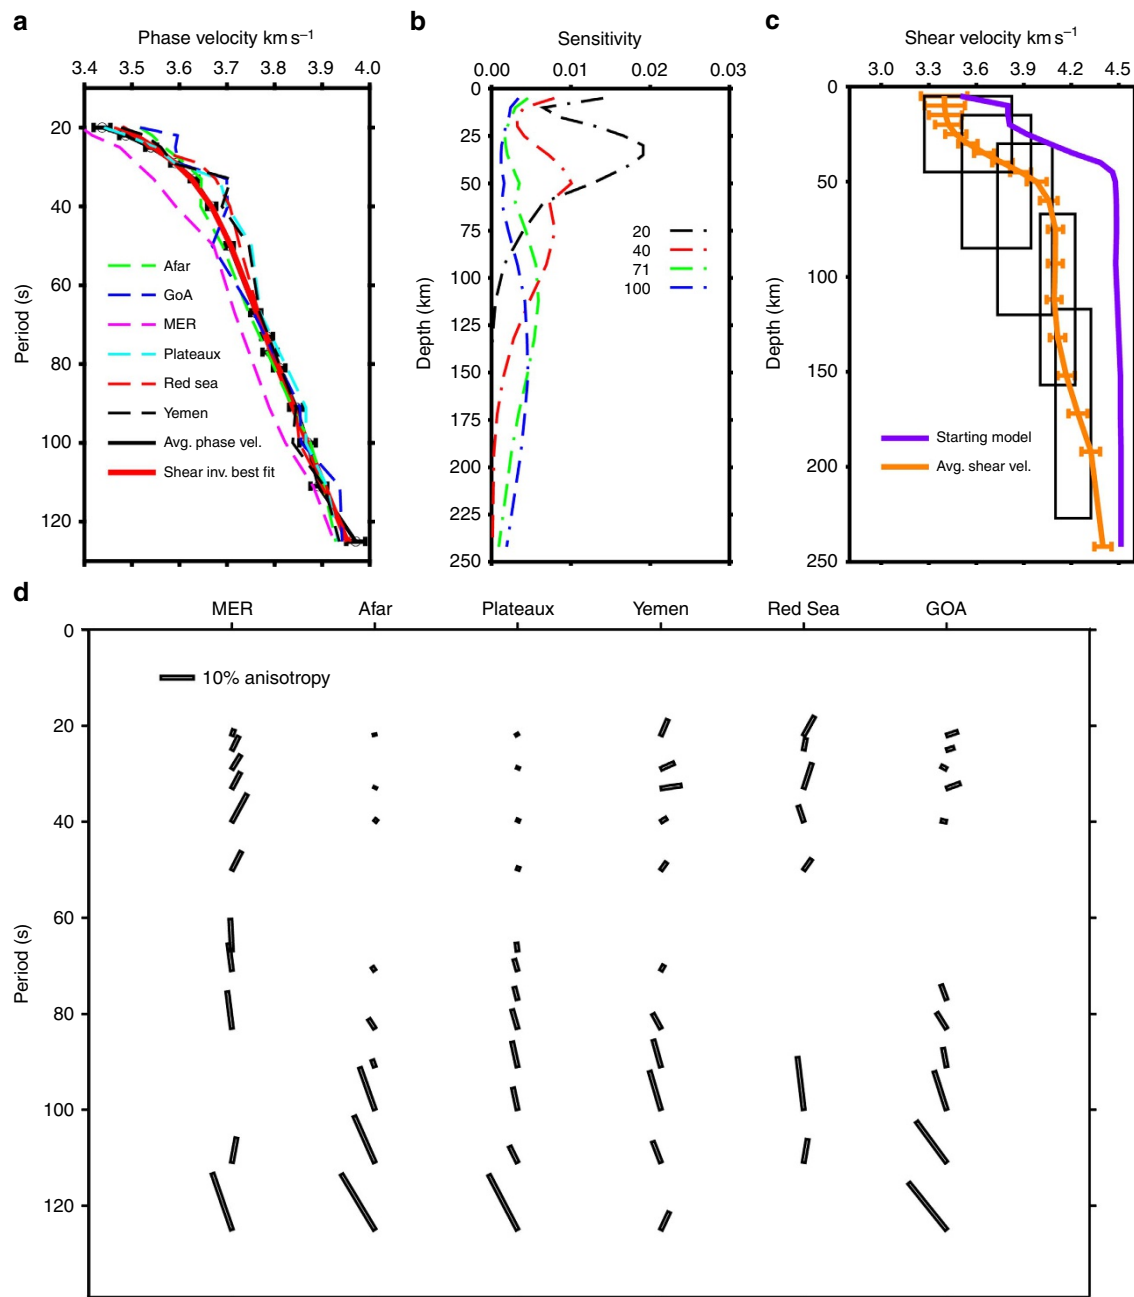 a
Phase velocity km s–1
3.4 3.5 3.6 3.7 3.8 3.9 4.0
20
40
60
80
100
120
Period (s)
Afar
GoA
MER
Plateaux
Red sea
Yemen
Avg. phase vel.
Shear inv. best fit
b
Sensitivity
0.00 0.01 0.02 0.03
0
25
50
75
100
125
150
175
200
225
250
Depth (km)
20
40
71
100
c
Shear velocity km s–1
3.0 3.3 3.6 3.9 4.2 4.5
0
50
100
150
200
250
Depth (km)
Starting model
Avg. shear vel.
d
MER Afar Plateaux Yemen Red Sea GOA
0
20
40
60
80
100
120
Period (s)
10% anisotropy